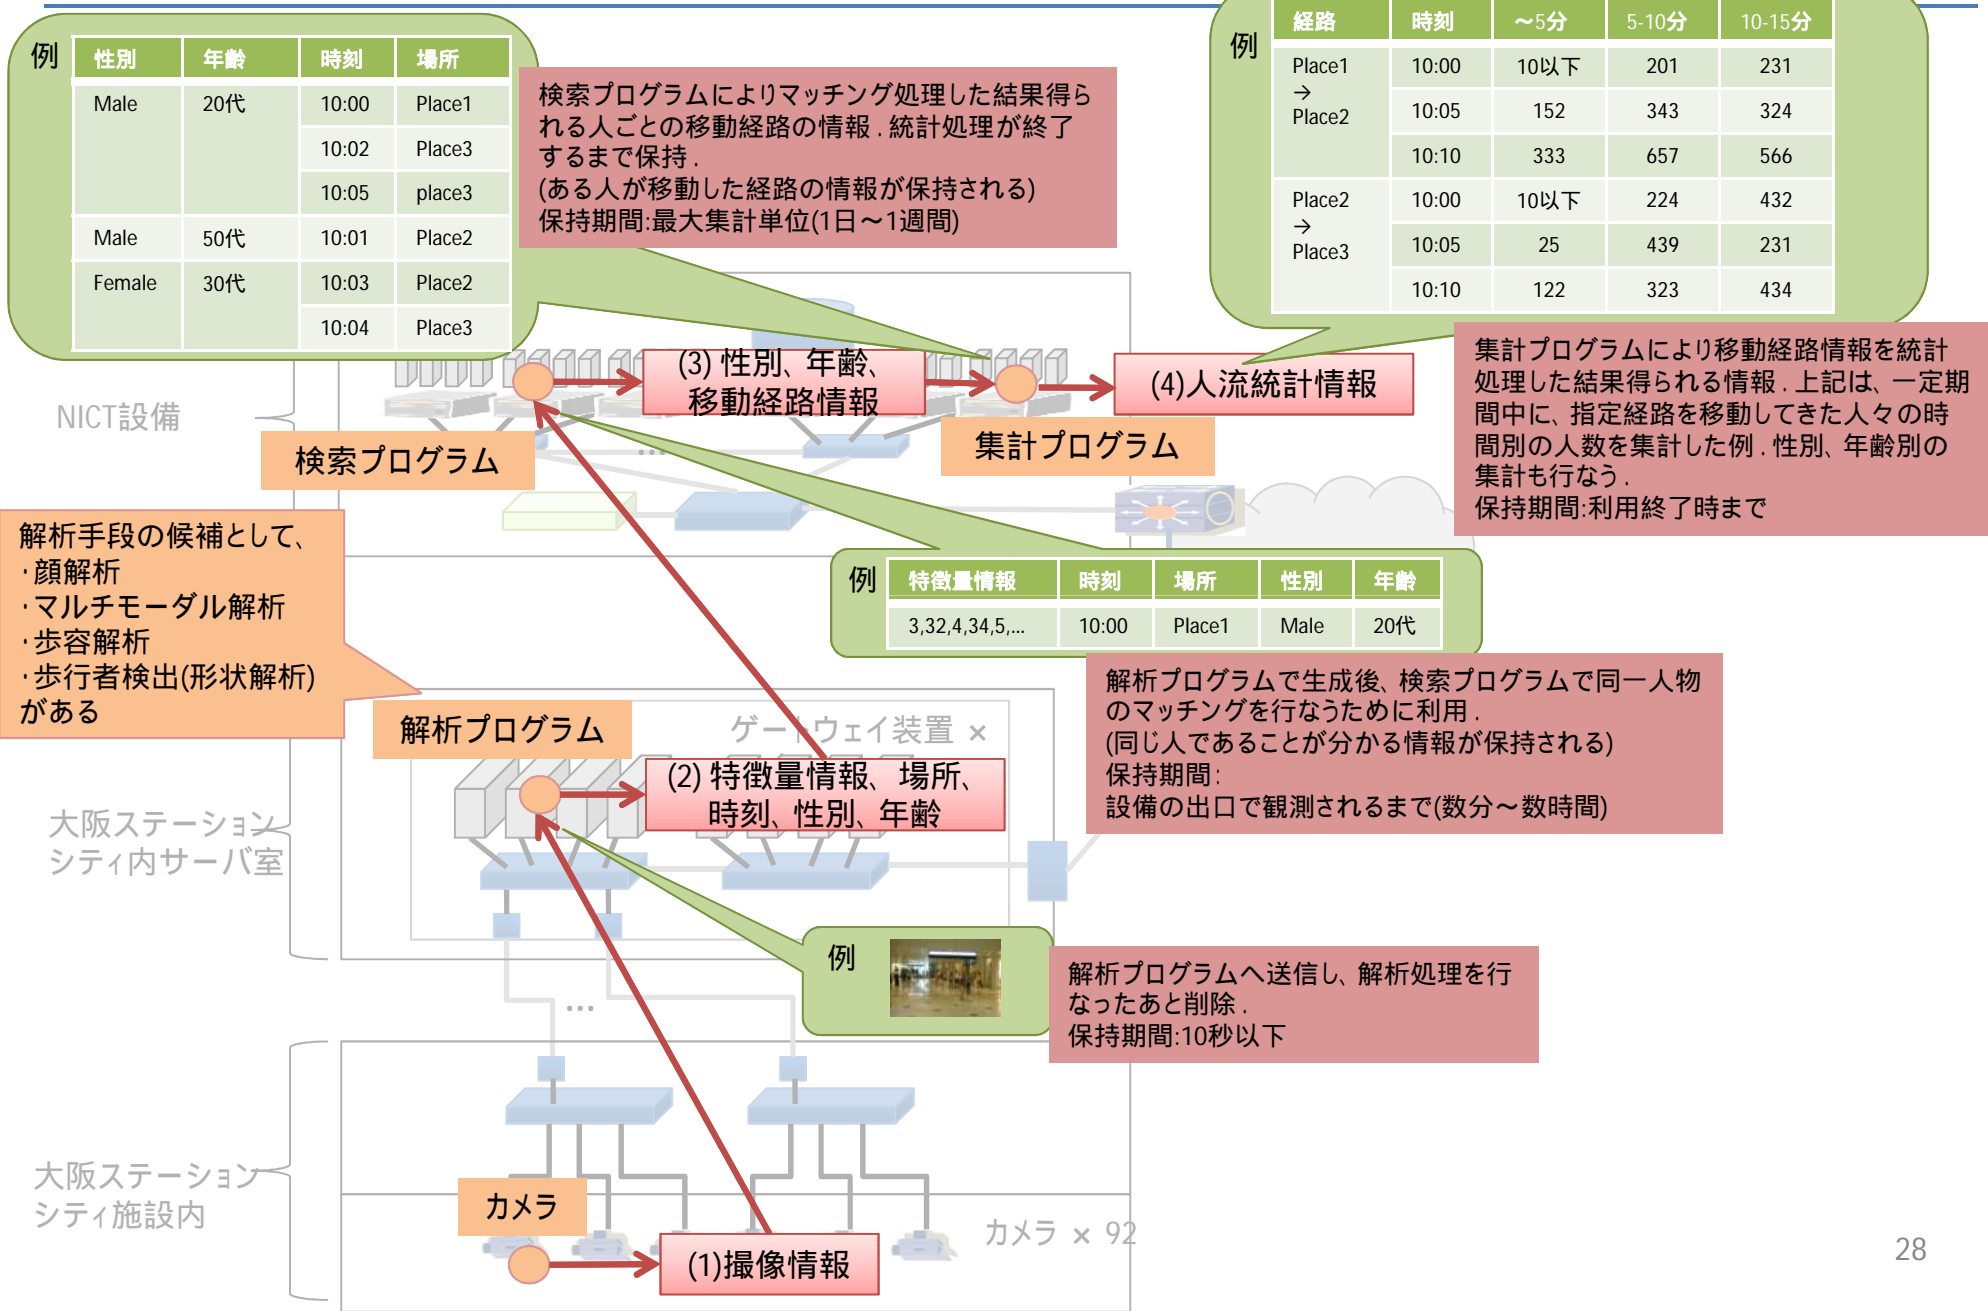 例
性別 年齢 時刻 場所
Male 20代 10:00 Place1
10:02 Place3
10:05 place3
Male 50代 10:01 Place2
Female 30代 10:03 Place2
10:04 Place3
検索プログラムによりマッチング処理した結果得ら
れる人ごとの移動経路の情報．統計処理が終了
するまで保持．
(ある人が移動した経路の情報が保持される)
保持期間:最大集計単位(1日～1週間)
例
経路 時刻 ～5分 5-10分 10-15分
Place1
→
Place2
10:00 10以下 201 231
10:05 152 343 324
10:10 333 657 566
Place2
→
Place3
10:00 10以下 224 432
10:05 25 439 231
10:10 122 323 434
集計プログラムにより移動経路情報を統計
処理した結果得られる情報．上記は、一定期
間中に、指定経路を移動してきた人々の時
間別の人数を集計した例．性別、年齢別の
集計も行なう．
保持期間:利用終了時まで
(3) 性別、年齢、
移動経路情報
(4)人流統計情報
NICT設備
検索プログラム
集計プログラム
…
解析手段の候補として、
・顔解析
・マルチモーダル解析
・歩容解析
・歩行者検出(形状解析)
がある
例
特徴量情報 時刻 場所 性別 年齢
3,32,4,34,5,... 10:00 Place1 Male 20代
解析プログラムで生成後、検索プログラムで同一人物
のマッチングを行なうために利用．
(同じ人であることが分かる情報が保持される)
保持期間:
設備の出口で観測されるまで(数分～数時間)
解析プログラム
ゲートウェイ装置 ×
(2) 特徴量情報、場所、
時刻、性別、年齢
大阪ステーション
シティ内サーバ室
例
解析プログラムへ送信し、解析処理を行
なったあと削除．
保持期間:10秒以下
…
大阪ステーション
シティ施設内
カメラ
(1)撮像情報
カメラ × 92
28